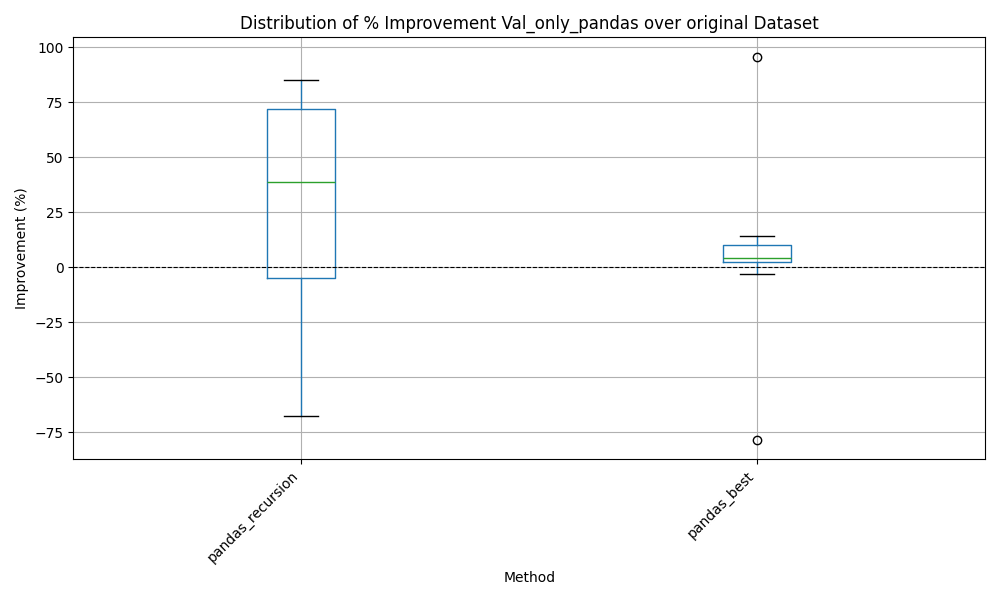 Distribution of % Improvement Val_only_pandas over original Dataset
Improvement (%)
100
75
50
25
0
−25
−50
−75
pandas_recursion
pandas_best
Method